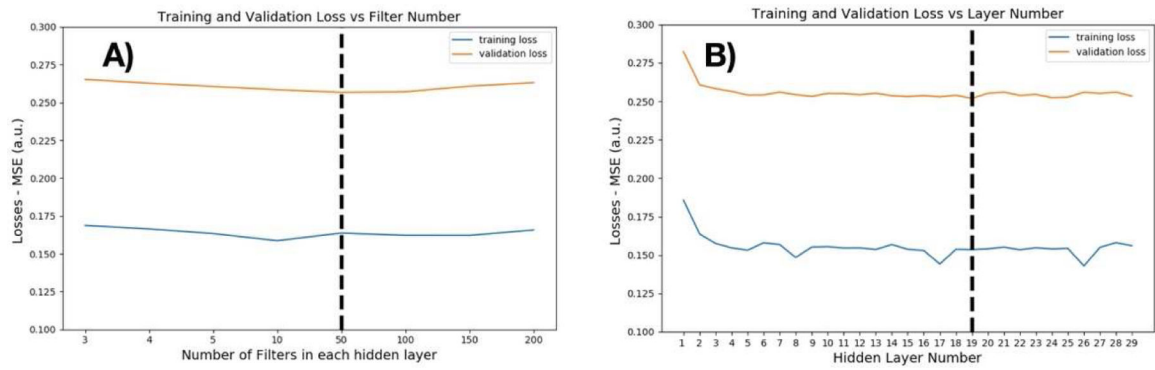 Training and Validation Loss vs Filter Number
A)
training loss
validation loss
Losses - MSE (a.u.)
0.300
0.275
0.250
0.225
0.200
0.175
0.150
0.125
0.100
3 4 5 10 50 100 150 200
Number of Filters in each hidden layer
Training and Validation Loss vs Layer Number
B)
training loss
validation loss
Losses - MSE (a.u.)
0.300
0.275
0.250
0.225
0.200
0.175
0.150
0.125
0.100
1 2 3 4 5 6 7 8 9 10 11 12 13 14 15 16 17 18 19 20 21 22 23 24 25 26 27 28 29
Hidden Layer Number